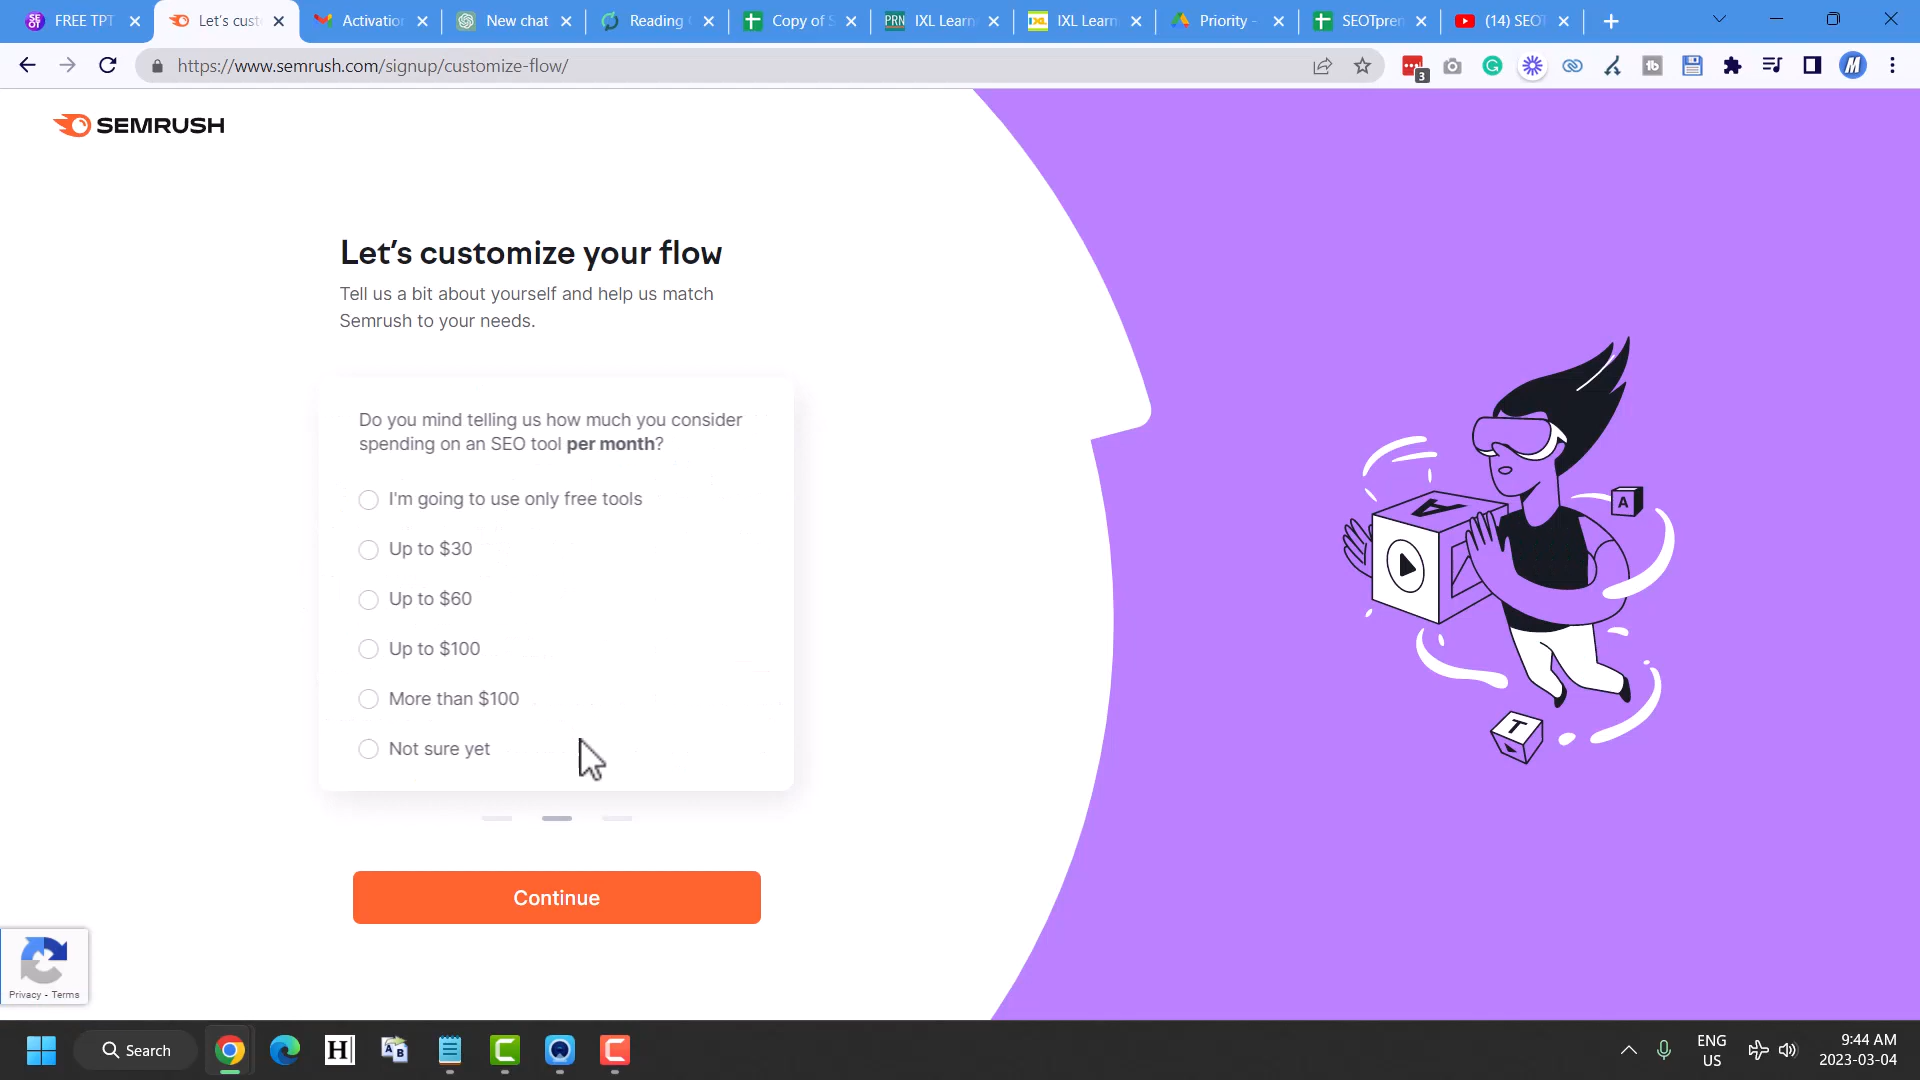 FREE TPT
Let's cust
Activation
New chat
Reading
Copy of S
PRN
IXL Learn
IXL
IXL Learn
Priority -
SEOTpren
(14) SEOT
https://www.semrush.com/signup/customize-flow/
3
SEMRUSH
Let's customize your flow
Tell us a bit about yourself and help us match
Semrush to your needs.
Do you mind telling us how much you consider
spending on an SEO tool per month?
I'm going to use only free tools
Up to $30
Up to $60
Up to $100
More than $100
Not sure yet
Continue
A
A
T
Privacy - Terms
Search
H
A B
ENG
US
9:44 AM
2023-03-04